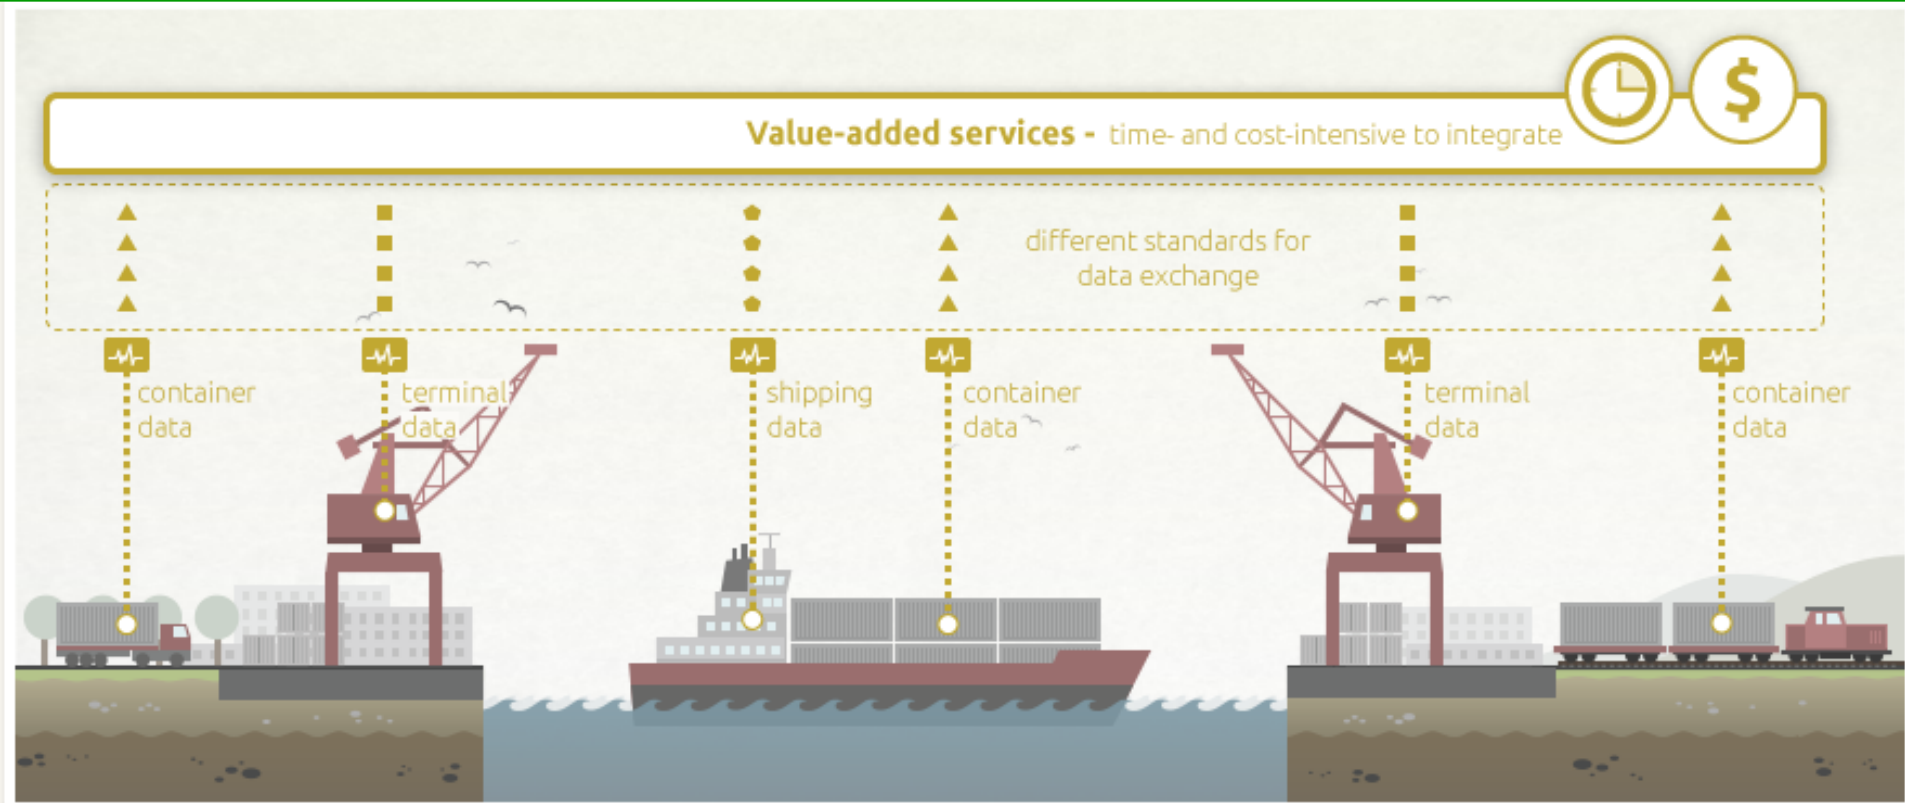 $
Value-added services - time- and cost-intensive to integrate
different standards for
data exchange
container
data
terminal
data
shipping
data
container
data
terminal
data
container
data